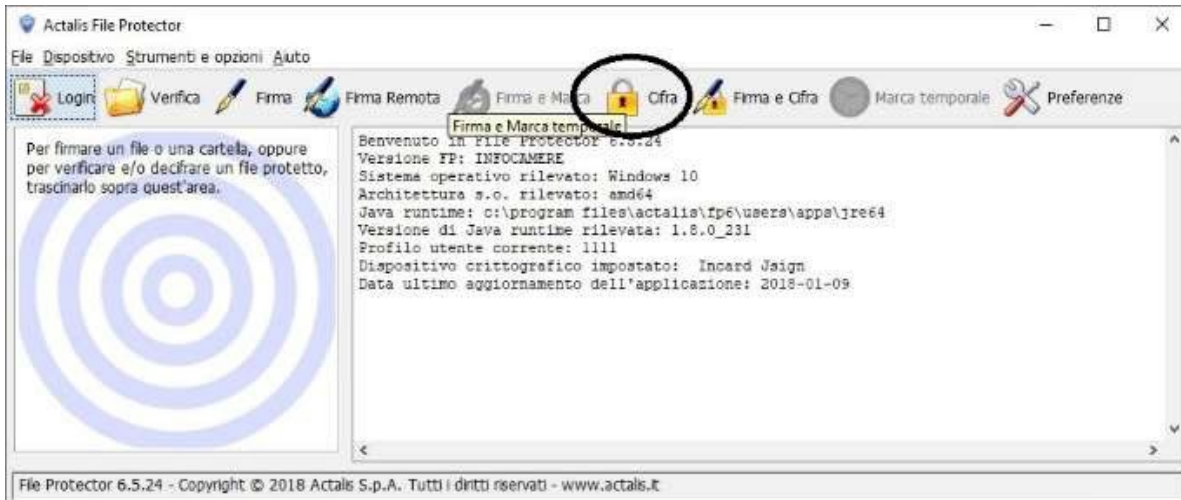 Actalis File Protector
File Dispositivo Strumenti e opzioni Aiuto
Login Verifica Firma Firma Remota Firma e Marca Cifra Firma e Cifra Marca temporale Preferenze
Firma e Marca temporale
Per firmare un file o una cartella, oppure
per verificare e/o decifrare un file protetto,
trascinarlo sopra quest'area.
Benvenuto in File Protector 6.5.24
Versione FP: INFOCAMERE
Sistema operativo rilevato: Windows 10
Architettura s.o. rilevato: amd64
Java runtime: c:\program files\actalis\fp6\users\apps\jre64
Versione di Java runtime rilevata: 1.8.0_231
Profilo utente corrente: 1111
Dispositivo crittografico impostato: Incard Jsign
Data ultimo aggiornamento dell'applicazione: 2018-01-09
File Protector 6.5.24 - Copyright © 2018 Actalis S.p.A. Tutti i diritti riservati - www.actalis.it